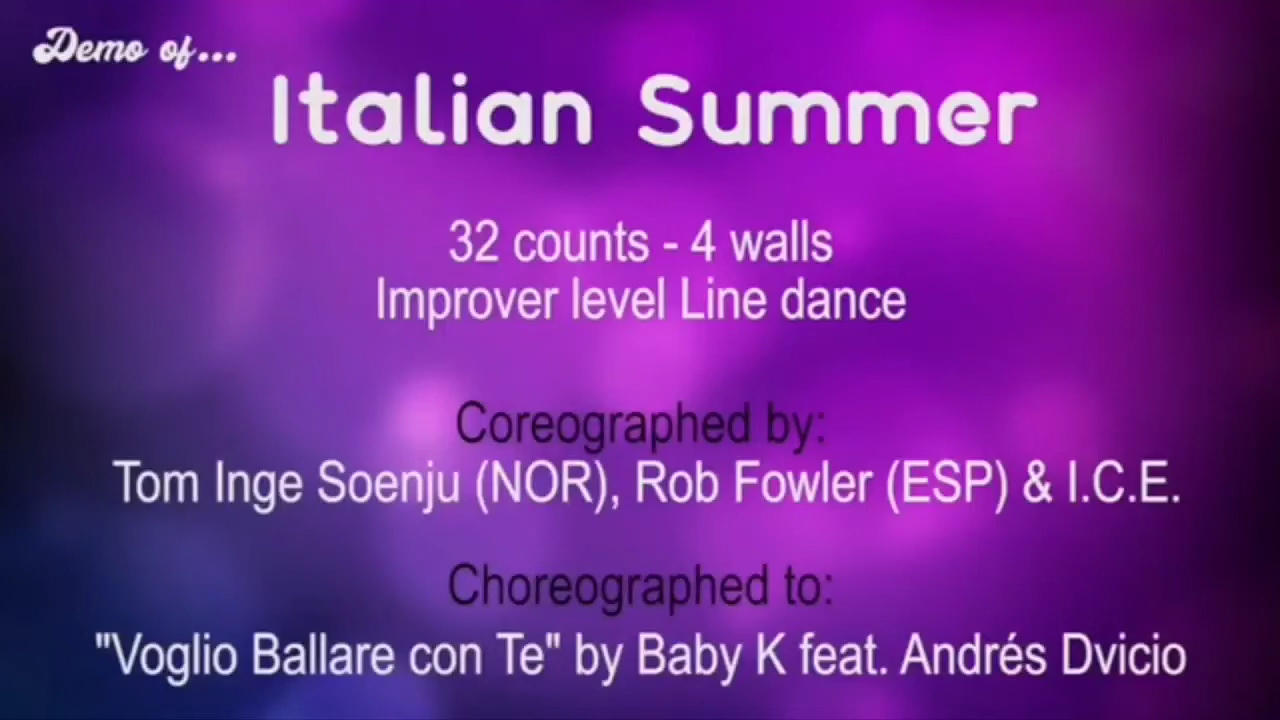 Demo of...
Italian Summer
32 counts - 4 walls
Improver level Line dance
Coreographed by:
Tom Inge Soenju (NOR), Rob Fowler (ESP) & I.C.E.
Choreographed to:
"Voglio Ballare con Te" by Baby K feat. Andrés Dvicio